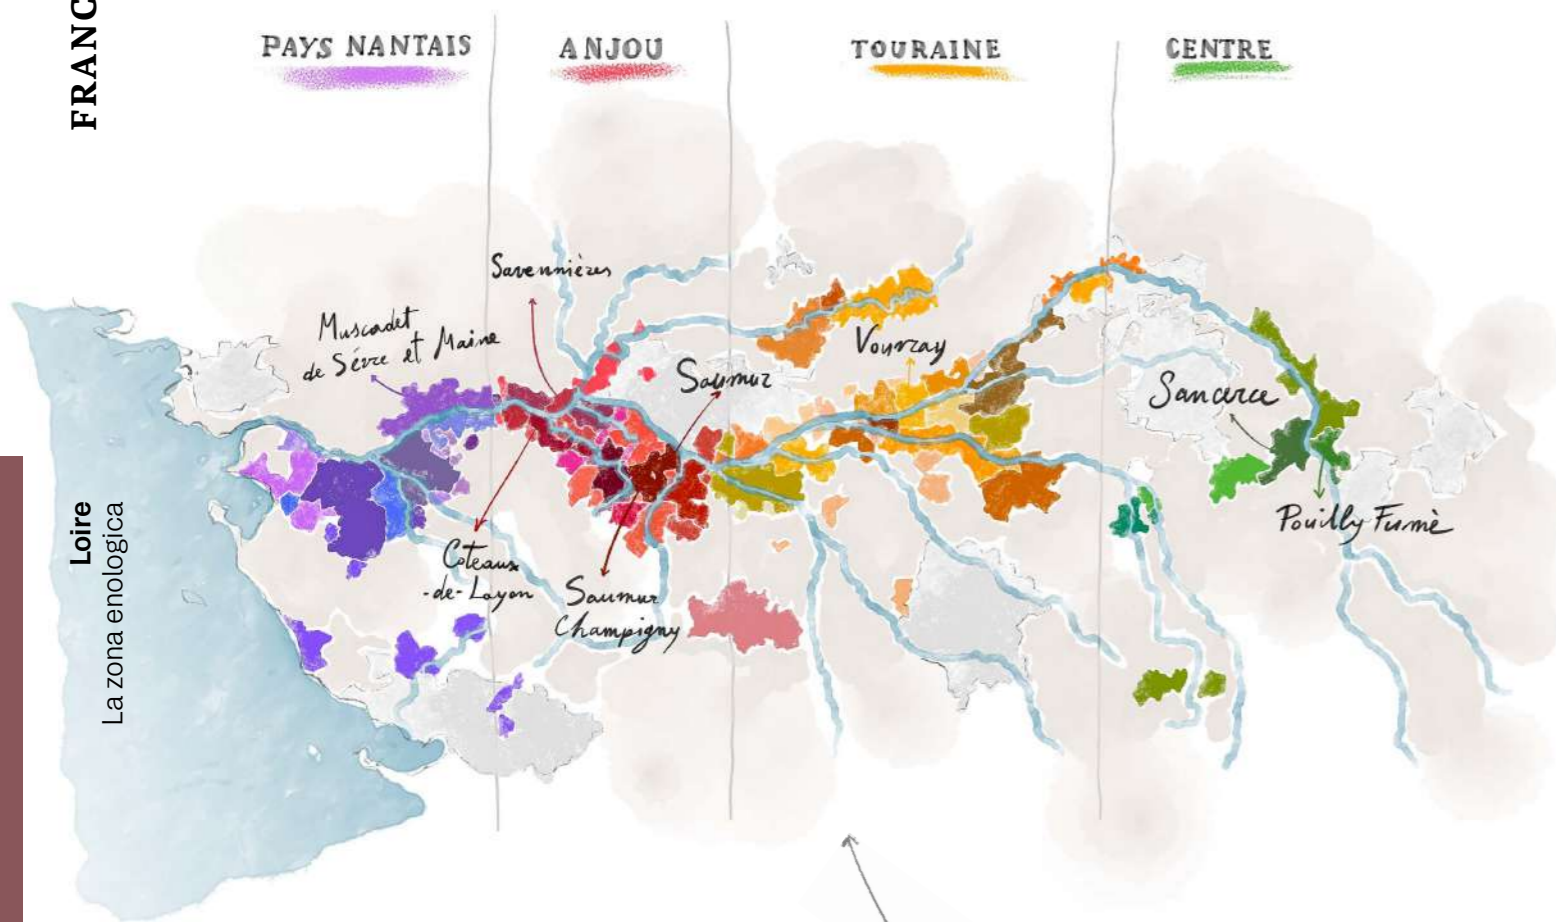 FRANC
PAYS NANTAIS
ANJOU
TOURAINE
CENTRE
Savennières
Muscadet
de Sévre et Maine
Saumur
Vouvray
Sancerre
Pouilly Fumè
Coteaux
-de-Layon
Saumur
Champigny
Loire
La zona enologica